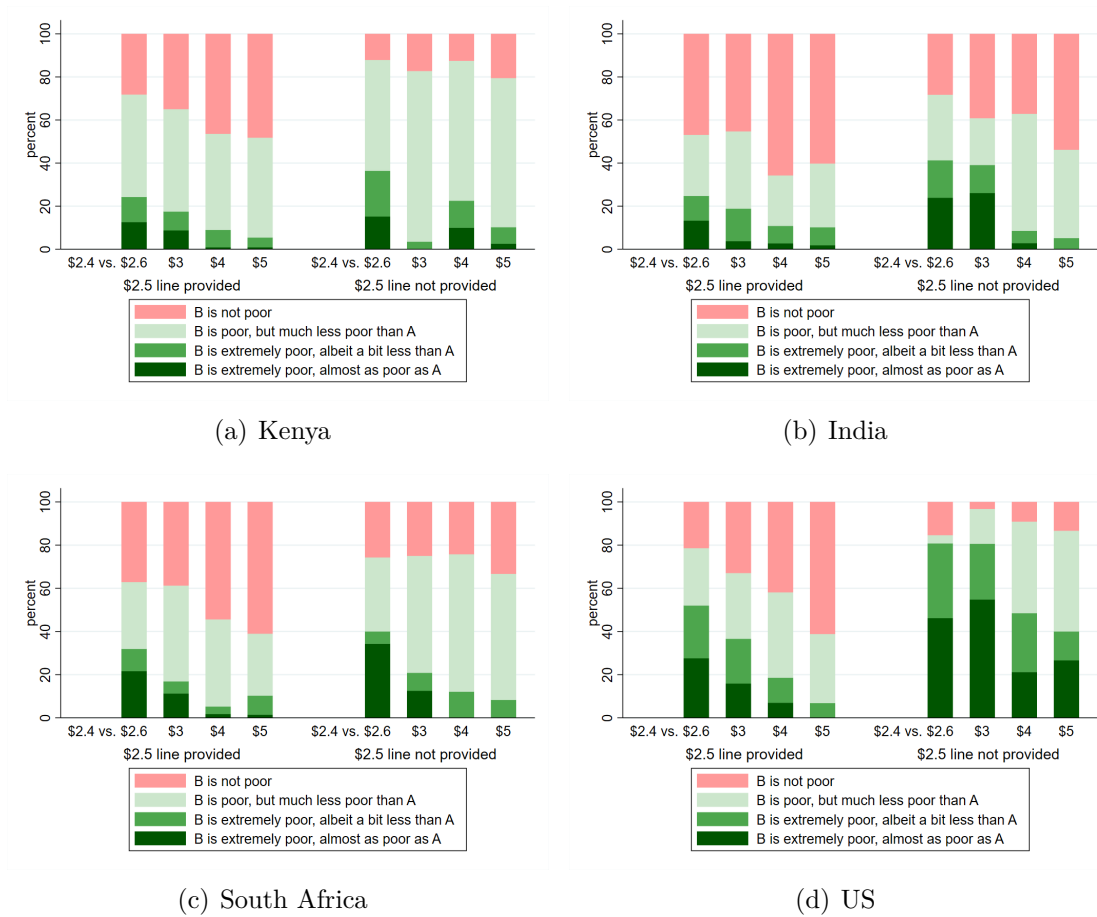 100
80
60
40
20
0
percent
$2.4 vs. $2.6 $3 $4 $5 $2.4 vs. $2.6 $3 $4 $5
$2.5 line provided $2.5 line not provided
B is not poor
B is poor, but much less poor than A
B is extremely poor, albeit a bit less than A
B is extremely poor, almost as poor as A
(a) Kenya
100
80
60
40
20
0
percent
$2.4 vs. $2.6 $3 $4 $5 $2.4 vs. $2.6 $3 $4 $5
$2.5 line provided $2.5 line not provided
B is not poor
B is poor, but much less poor than A
B is extremely poor, albeit a bit less than A
B is extremely poor, almost as poor as A
(b) India
100
80
60
40
20
0
percent
$2.4 vs. $2.6 $3 $4 $5 $2.4 vs. $2.6 $3 $4 $5
$2.5 line provided $2.5 line not provided
B is not poor
B is poor, but much less poor than A
B is extremely poor, albeit a bit less than A
B is extremely poor, almost as poor as A
(c) South Africa
100
80
60
40
20
0
percent
$2.4 vs. $2.6 $3 $4 $5 $2.4 vs. $2.6 $3 $4 $5
$2.5 line provided $2.5 line not provided
B is not poor
B is poor, but much less poor than A
B is extremely poor, albeit a bit less than A
B is extremely poor, almost as poor as A
(d) US